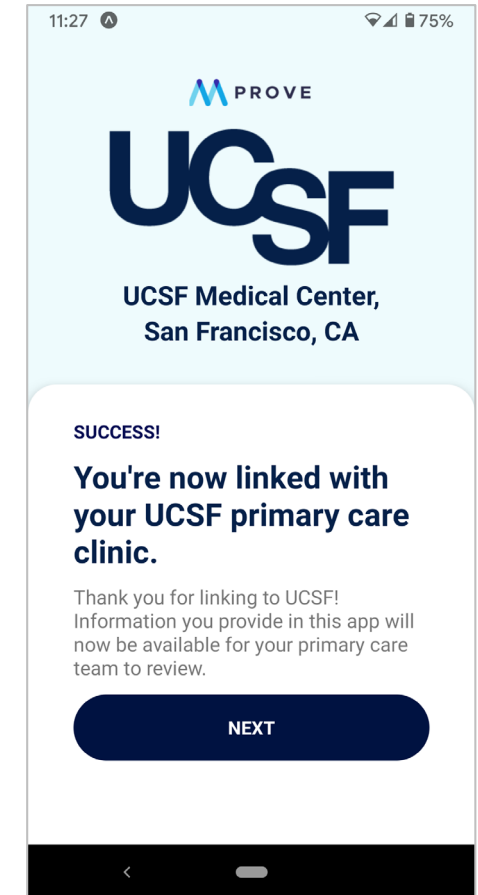 11:27
75%
PROVE
UCSF
UCSF Medical Center,
San Francisco, CA
SUCCESS!
You're now linked with
your UCSF primary care
clinic.
Thank you for linking to UCSF!
Information you provide in this app will
now be available for your primary care
team to review.
NEXT